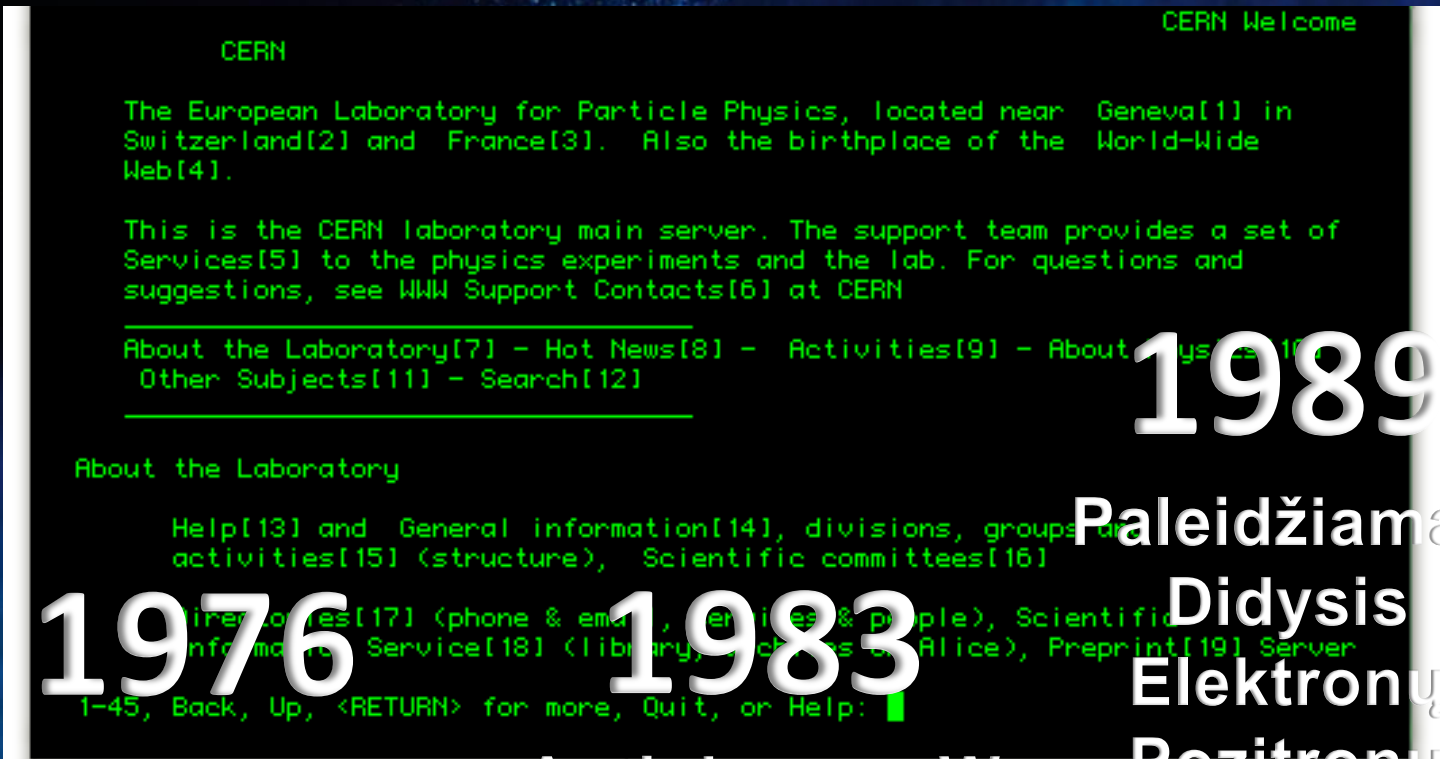 CERN Welcome
CERN
The European Laboratory for Particle Physics, located near Geneva[1] in
Switzerland[2] and France[3]. Also the birthplace of the World-Wide
Web[4].
This is the CERN laboratory main server. The support team provides a set of
Services[5] to the physics experiments and the lab. For questions and
suggestions, see WWW Support Contacts[6] at CERN
About the Laboratory[7] - Hot News[8] - Activities[9] - About
Other Subjects[11] - Search[12]
About the Laboratory
Help[13] and General information[14], divisions, groups
activities[15] (structure), Scientific committees[16]
(phone & Scientific
Service[18] Alice), Preprint[19] Server
1-45, Back, Up, <RETURN> for more, Quit, or Help:
1976
1983
1989
Paleidžiama
Didysis
Elektronų